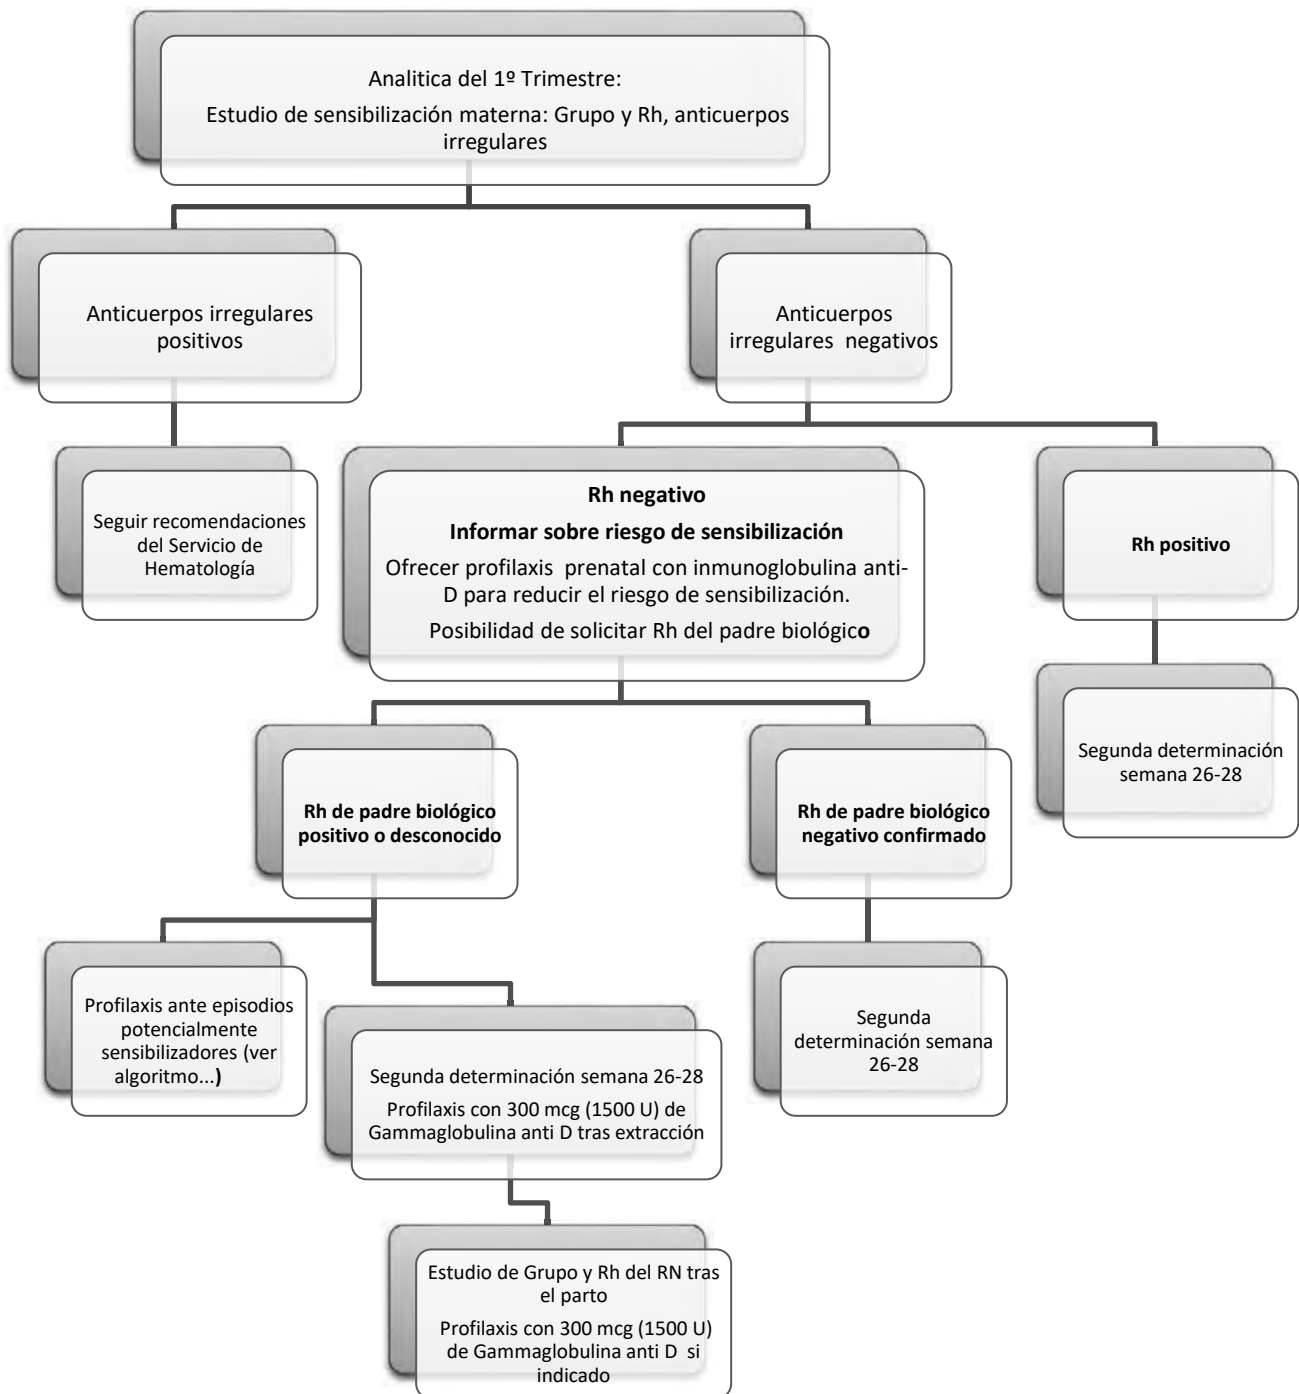 Analitica del 1º Trimestre:
Estudio de sensibilización materna: Grupo y Rh, anticuerpos
irregulares
Anticuerpos irregulares
positivos
Anticuerpos
irregulares negativos
Seguir recomendaciones
del Servicio de
Hematología
Rh negativo
Informar sobre riesgo de sensibilización
Ofrecer profilaxis prenatal con inmunoglobulina anti-
D para reducir el riesgo de sensibilización.
Posibilidad de solicitar Rh del padre biológico
Rh positivo
Segunda determinación
semana 26-28
Rh de padre biológico
positivo o desconocido
Rh de padre biológico
negativo confirmado
Profilaxis ante episodios
potencialmente
sensibilizadores (ver
algoritmo...)
Segunda determinación semana 26-28
Profilaxis con 300 mcg (1500 U) de
Gammaglobulina anti D tras extracción
Segunda
determinación semana
26-28
Estudio de Grupo y Rh del RN tras
el parto
Profilaxis con 300 mcg (1500 U)
de Gammaglobulina anti D si
indicado